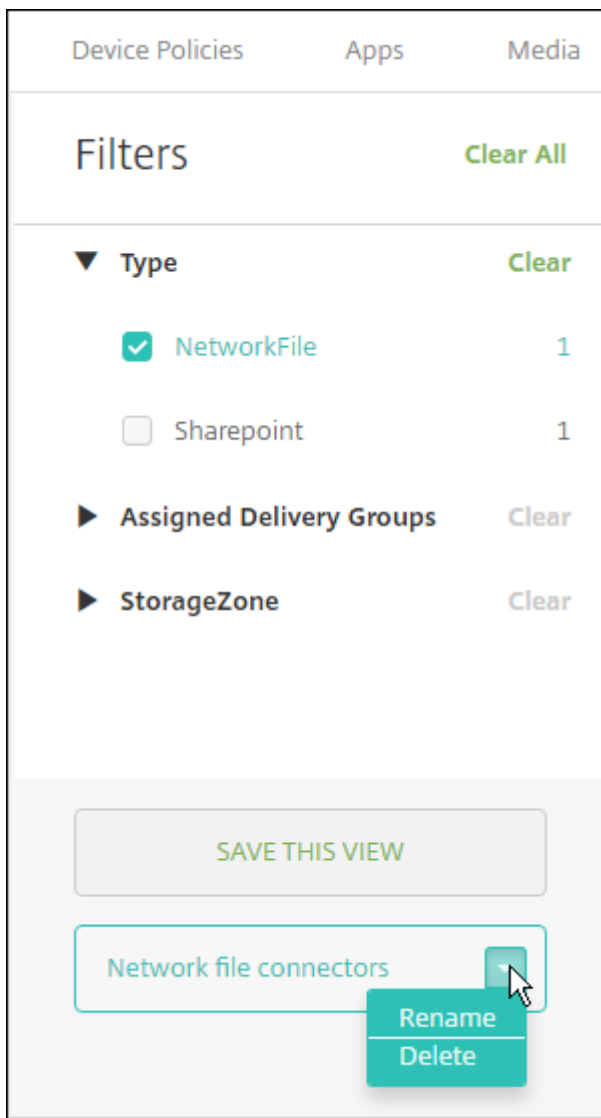 Device Policies Apps Media
Filters Clear All
Type Clear
NetworkFile 1
Sharepoint 1
Assigned Delivery Groups Clear
StorageZone Clear
SAVE THIS VIEW
Network file connectors
Rename
Delete